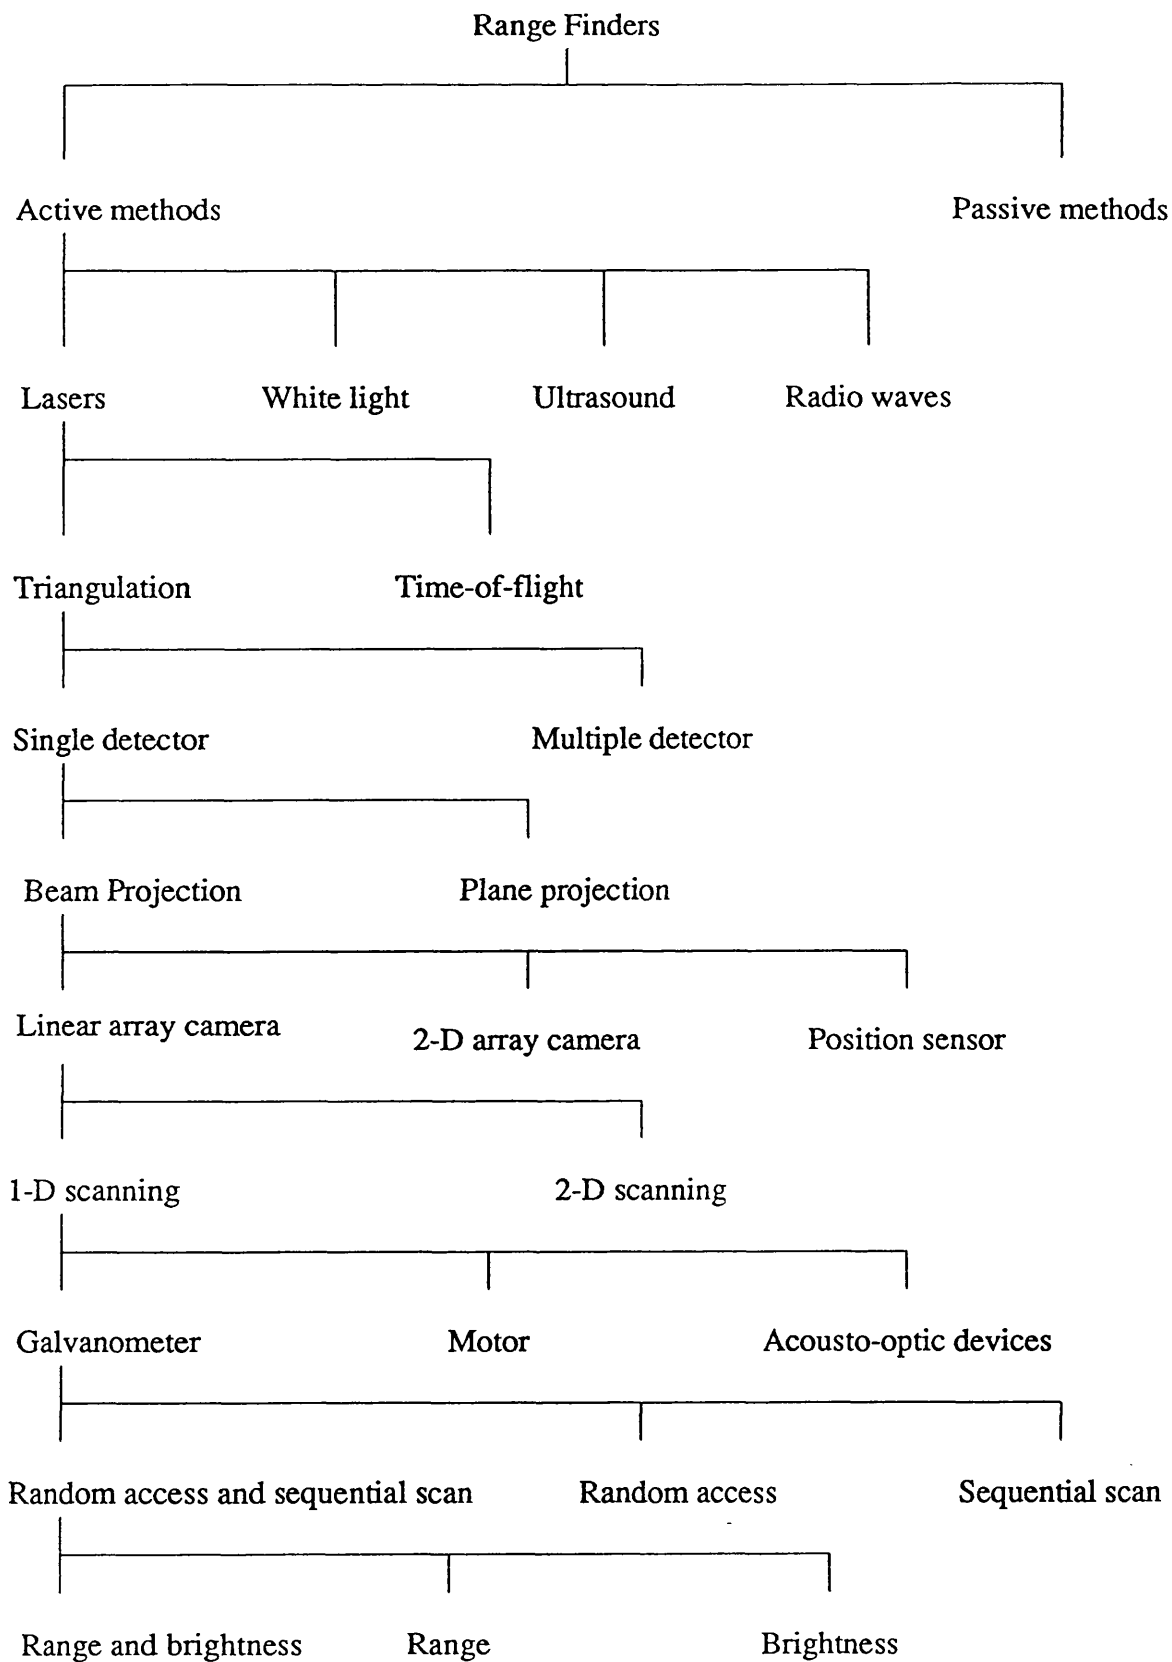 Range Finders
Active methods
Passive methods
Lasers
White light
Ultrasound
Radio waves
Triangulation
Time-of-flight
Single detector
Multiple detector
Beam Projection
Plane projection
Linear array camera
2-D array camera
Position sensor
1-D scanning
2-D scanning
Galvanometer
Motor
Acousto-optic devices
Random access and sequential scan
Random access
Sequential scan
Range and brightness
Range
Brightness